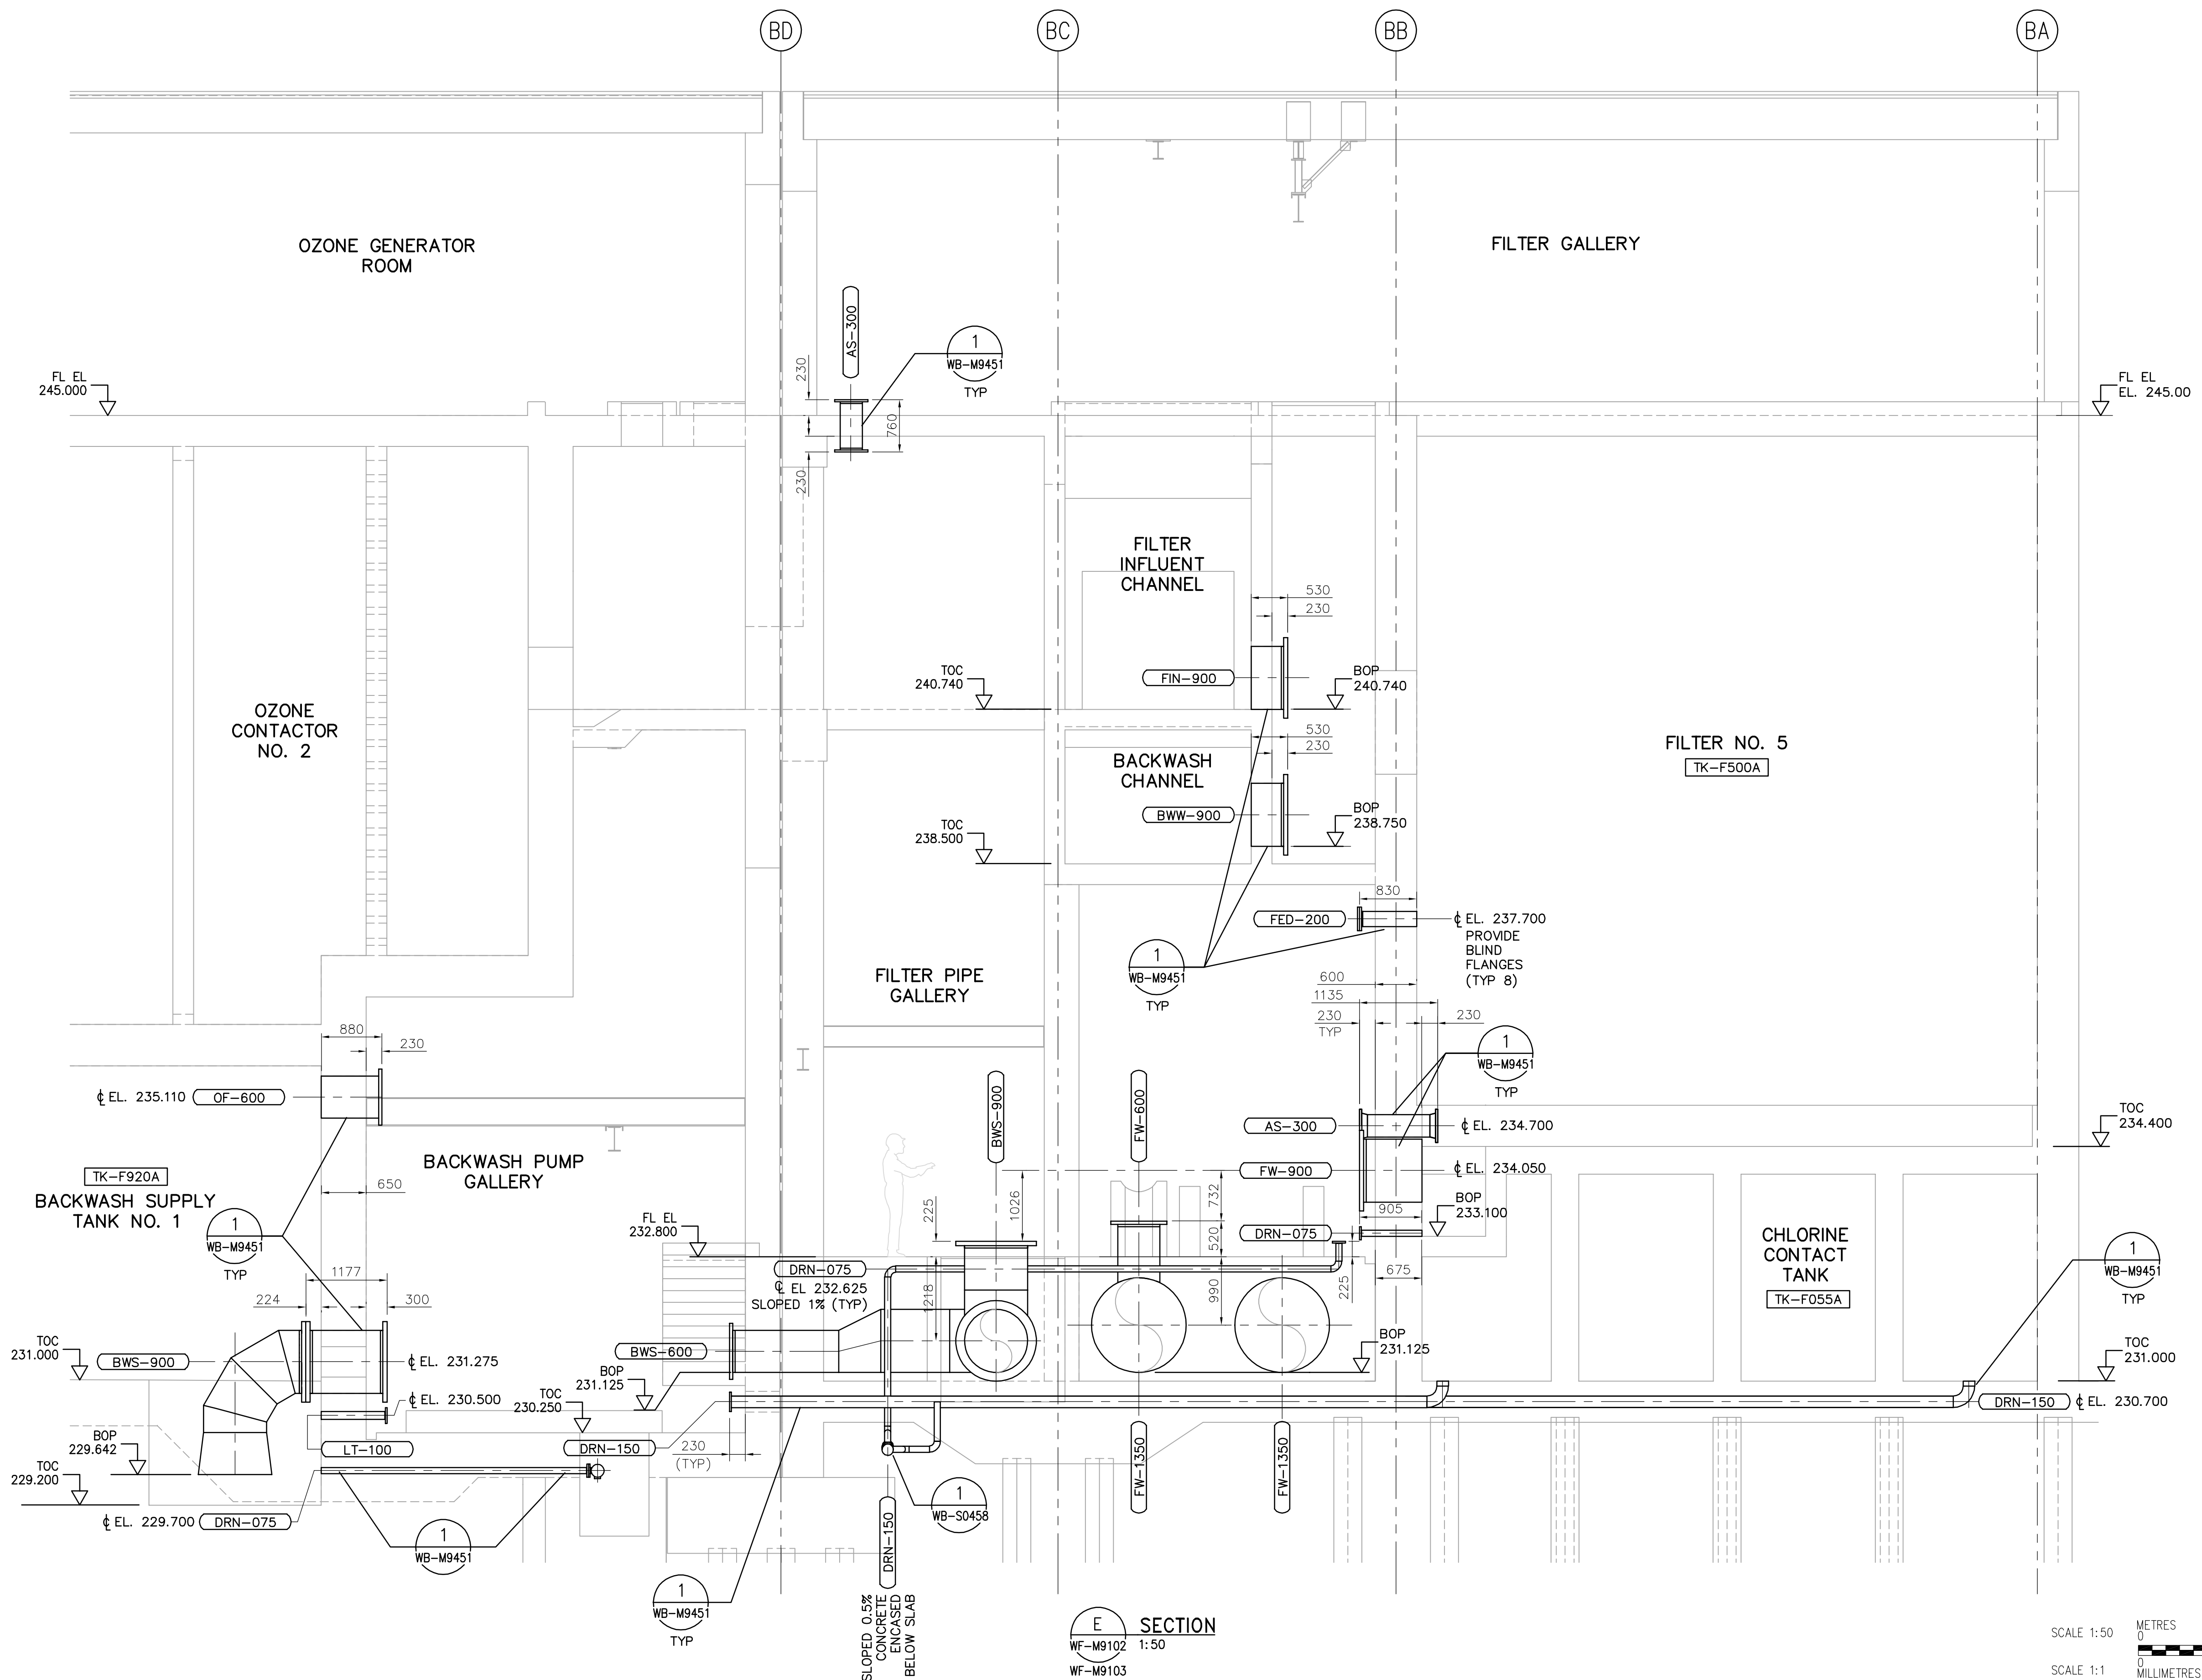 BD
BC
BB
BA
OZONE GENERATOR
ROOM
FILTER GALLERY
AS-300
230
760
230
1
WB-M9451
TYP
FL EL
245.000
FL EL
EL. 245.00
FILTER
INFLUENT
CHANNEL
530
230
TOC
240.740
FIN-900
BOP
240.740
OZONE
CONTACTOR
NO. 2
530
230
BACKWASH
CHANNEL
FILTER NO. 5
TK-F500A
BWW-900
BOP
238.750
TOC
238.500
830
FED-200
℄ EL. 237.700
PROVIDE
BLIND
FLANGES
(TYP 8)
1
WB-M9451
TYP
FILTER PIPE
GALLERY
600
1135
230
TYP
230
1
WB-M9451
TYP
880
230
℄ EL. 235.110
OF-600
BWS-900
FW-600
AS-300
℄ EL. 234.700
TOC
234.400
TK-F920A
BACKWASH SUPPLY
TANK NO. 1
BACKWASH PUMP
GALLERY
650
FW-900
℄ EL. 234.050
1026
732
225
905
BOP
233.100
1
WB-M9451
TYP
FL EL
232.800
520
DRN-075
CHLORINE
CONTACT
TANK
TK-F055A
1
WB-M9451
TYP
DRN-075
℄ EL 232.625
SLOPED 1% (TYP)
1218
990
225
675
1177
224
300
TOC
231.000
BWS-900
℄ EL. 231.275
BWS-600
BOP
231.125
BOP
231.125
TOC
231.000
℄ EL. 230.500
TOC
230.250
DRN-150
℄ EL. 230.700
LT-100
DRN-150
230
(TYP)
BOP
229.642
TOC
229.200
℄ EL. 229.700
DRN-075
1
WB-M9451
FW-1350
FW-1350
1
WB-S0458
DRN-150
SLOPED 0.5%
CONCRETE
ENCASED
BELOW SLAB
1
WB-M9451
TYP
E
WF-M9102
WF-M9103
SECTION
1:50
SCALE 1:50
METRES
0
SCALE 1:1
0
MILLIMETRES